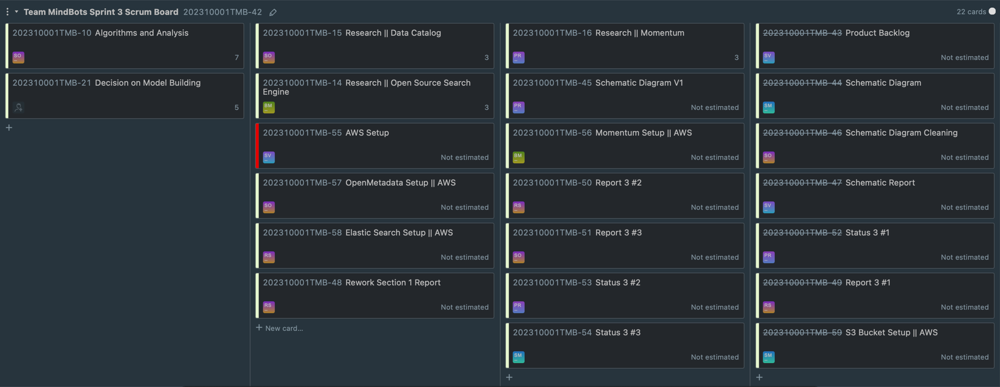 Team MindBots Sprint 3 Scrum Board 202310001TMB-42
22 cards
202310001TMB-10 Algorithms and Analysis
SO
7
202310001TMB-21 Decision on Model Building
5
202310001TMB-15 Research || Data Catalog
SO
3
202310001TMB-14 Research || Open Source Search
Engine
BM
3
202310001TMB-55 AWS Setup
SV
Not estimated
202310001TMB-57 OpenMetadata Setup || AWS
SO
Not estimated
202310001TMB-58 Elastic Search Setup || AWS
RS
Not estimated
202310001TMB-48 Rework Section 1 Report
RS
Not estimated
New card...
202310001TMB-16 Research || Momentum
PR
3
202310001TMB-45 Schematic Diagram V1
PR
Not estimated
202310001TMB-56 Momentum Setup || AWS
BM
Not estimated
202310001TMB-50 Report 3 #2
RS
Not estimated
202310001TMB-51 Report 3 #3
SO
Not estimated
202310001TMB-53 Status 3 #2
PR
Not estimated
202310001TMB-54 Status 3 #3
SM
Not estimated
202310001TMB-43 Product Backlog
SV
Not estimated
202310001TMB-44 Schematic Diagram
SM
Not estimated
202310001TMB-46 Schematic Diagram Cleaning
SO
Not estimated
202310001TMB-47 Schematic Report
SV
Not estimated
202310001TMB-52 Status 3 #1
PR
Not estimated
202310001TMB-49 Report 3 #1
RS
Not estimated
202310001TMB-59 S3 Bucket Setup || AWS
SM
Not estimated